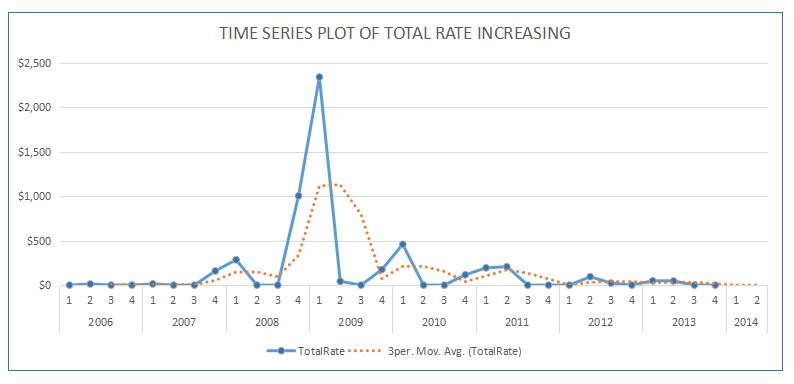 TIME SERIES PLOT OF TOTAL RATE INCREASING
$2,500
$2,000
$1,500
$1,000
$500
$0
1 2 3 4 1 2 3 4 1 2 3 4 1 2 3 4 1 2 3 4 1 2 3 4 1 2 3 4 1 2 3 4 1 2
2006 2007 2008 2009 2010 2011 2012 2013 2014
TotalRate 3per. Mov. Avg. (TotalRate)